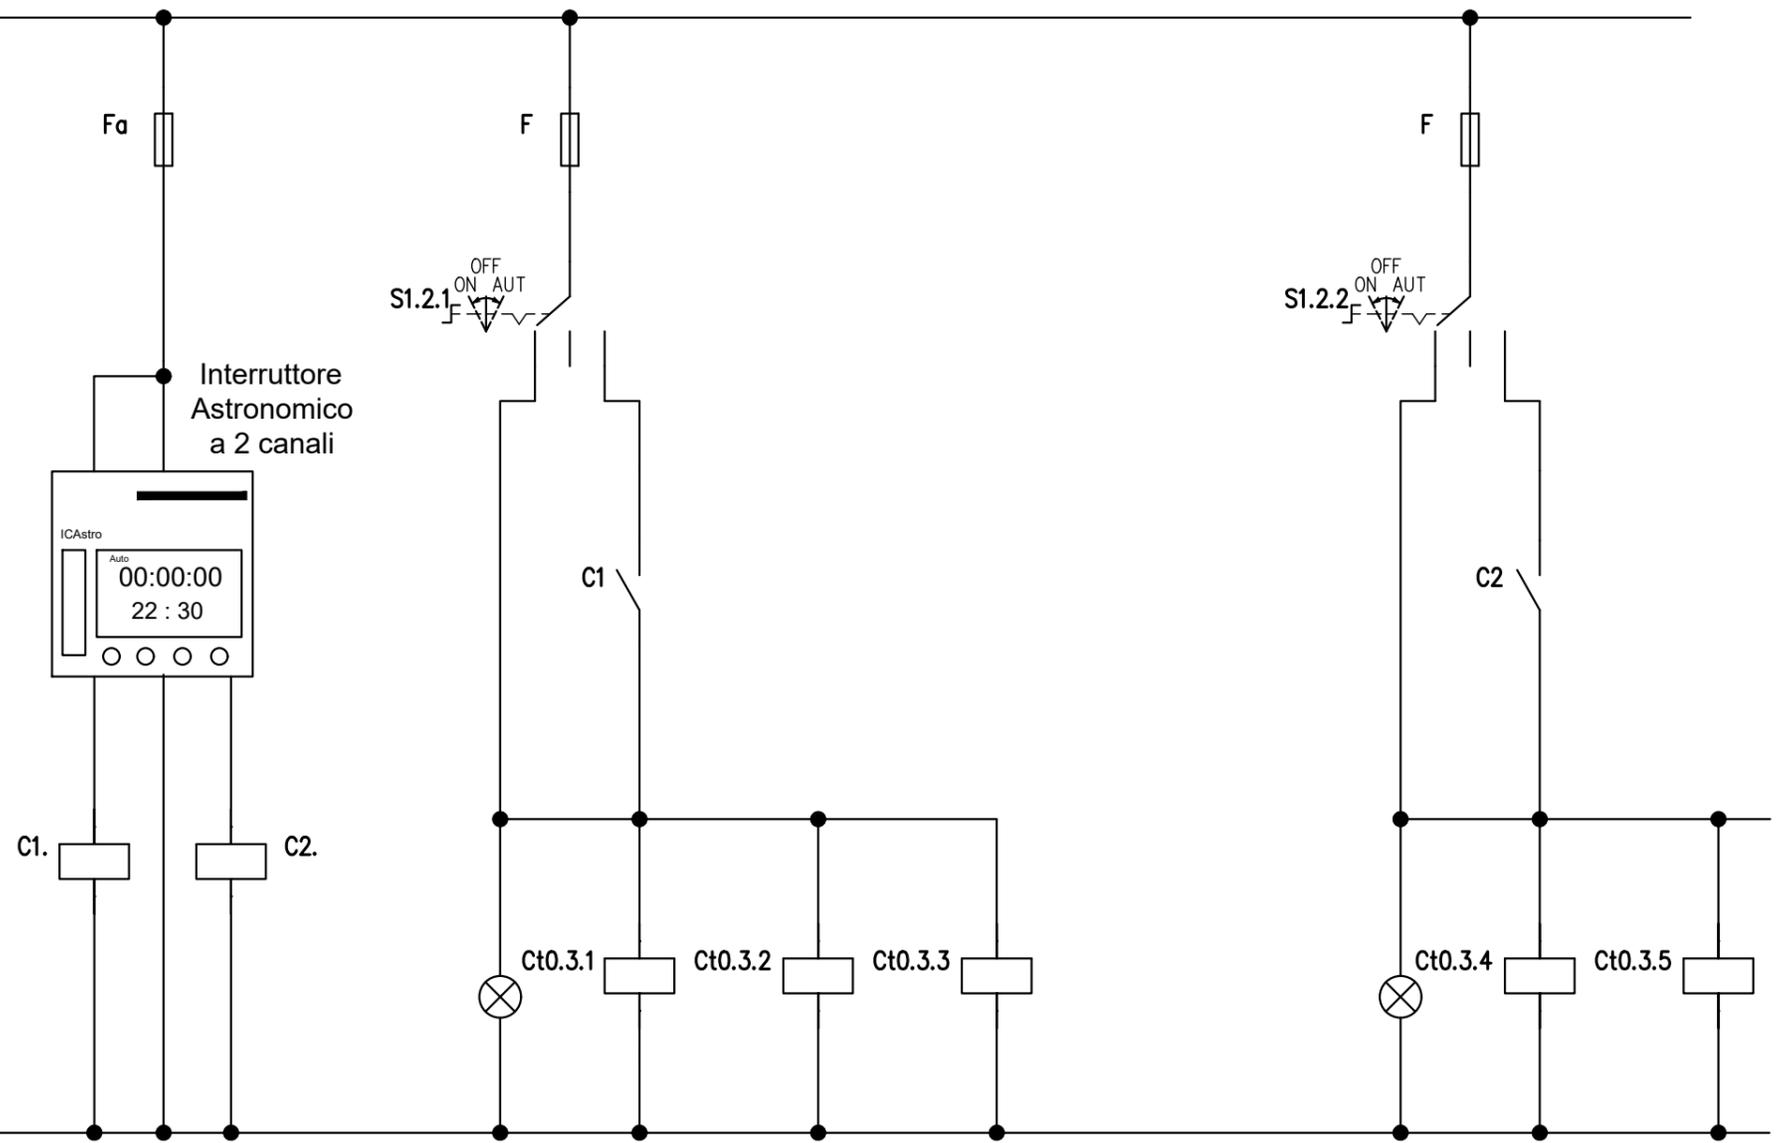 Fa
F
F
OFF
ON AUT
S1.2.1
OFF
ON AUT
S1.2.2
Interruttore
Astronomico
a 2 canali
ICAstro
Auto
00:00:00
22 : 30
C1
C2
C1.
C2.
Ct0.3.1
Ct0.3.2
Ct0.3.3
Ct0.3.4
Ct0.3.5